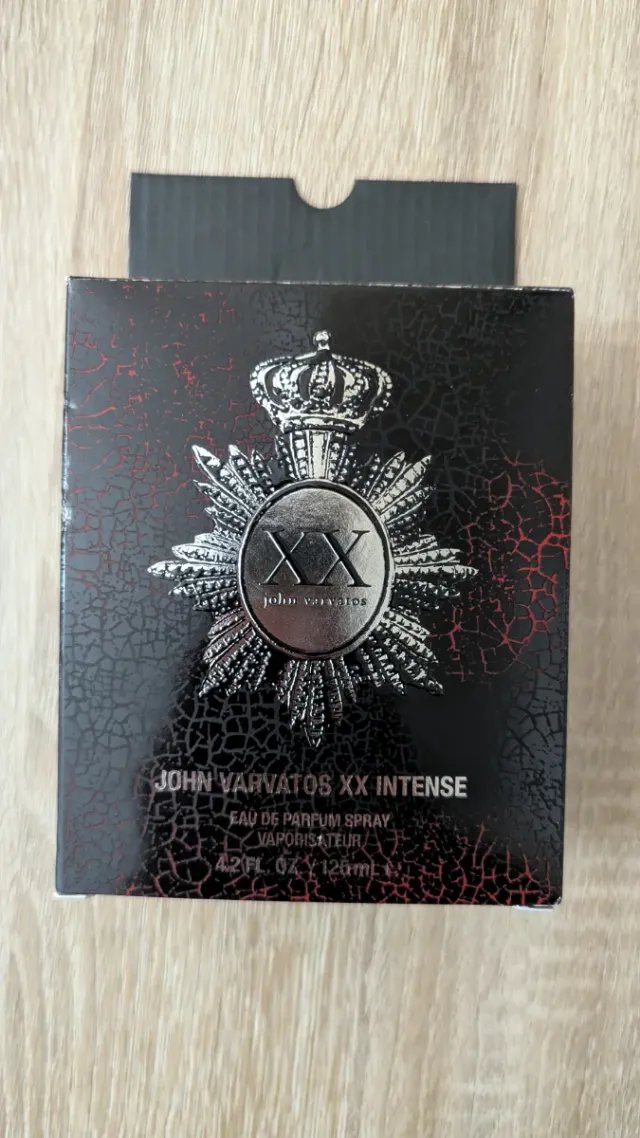 XX
john varvatos
JOHN VARVATOS XX INTENSE
EAU DE PARFUM SPRAY
VAPORISATEUR
4.2 FL. OZ. / 125 mL e